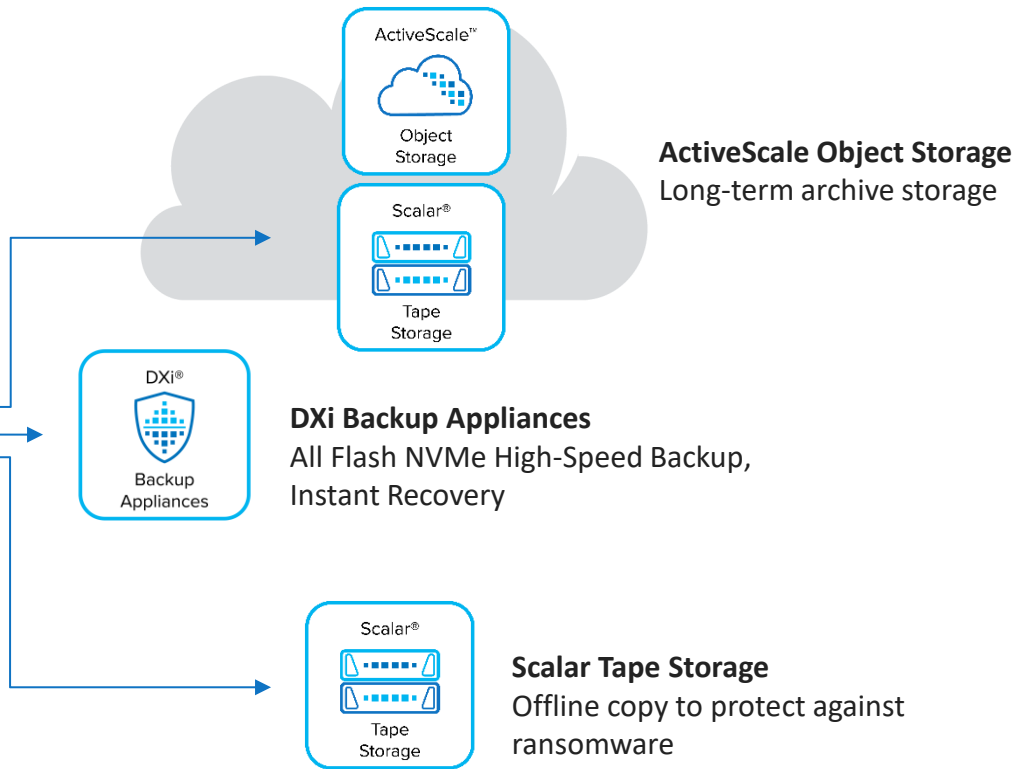 ActiveScale™
Object
Storage
ActiveScale Object Storage
Long-term archive storage
Scalar®
Tape
Storage
DXi®
Backup
Appliances
DXi Backup Appliances
All Flash NVMe High-Speed Backup,
Instant Recovery
Scalar®
Tape
Storage
Scalar Tape Storage
Offline copy to protect against
ransomware